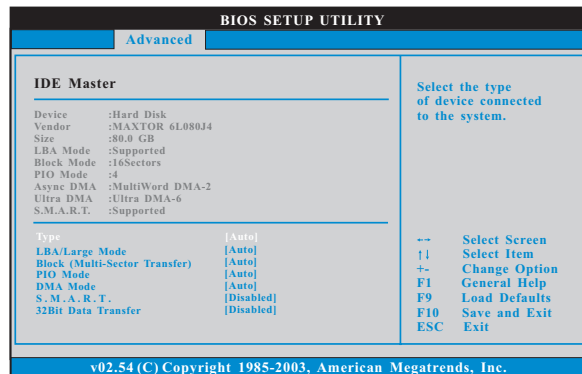 BIOS SETUP UTILITY
Advanced
IDE Master
Device :Hard Disk
Vendor :MAXTOR 6L080J4
Size :80.0 GB
LBA Mode :Supported
Block Mode :16Sectors
PIO Mode :4
Async DMA :MultiWord DMA-2
Ultra DMA :Ultra DMA-6
S.M.A.R.T. :Supported
Type [Auto]
LBA/Large Mode [Auto]
Block (Multi-Sector Transfer) [Auto]
PIO Mode [Auto]
DMA Mode [Auto]
S.M.A.R.T. [Disabled]
32Bit Data Transfer [Disabled]
Select the type
of device connected
to the system.
←→ Select Screen
↑↓ Select Item
+- Change Option
F1 General Help
F9 Load Defaults
F10 Save and Exit
ESC Exit
v02.54 (C) Copyright 1985-2003, American Megatrends, Inc.